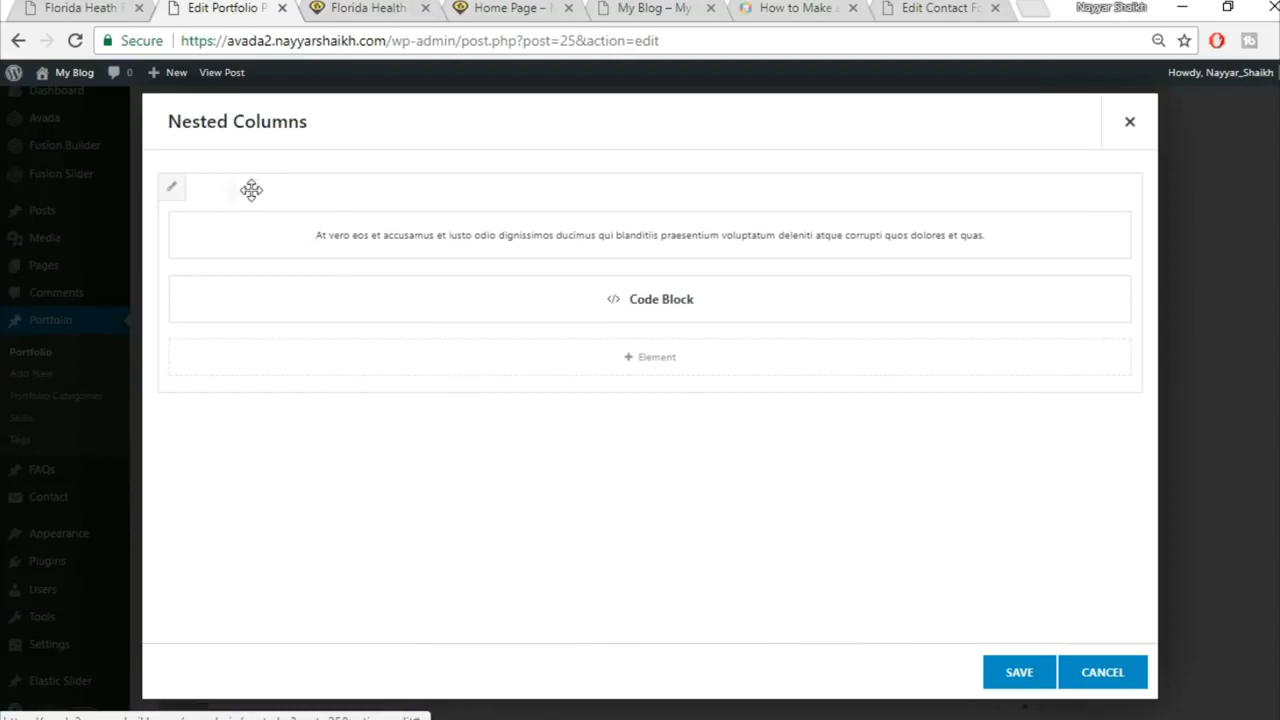 Florida Heath F
Edit Portfolio P
Florida Health
Home Page –
My Blog – My
How to Make
Edit Contact Fo
Nayyar Shaikh
Secure
https://avada2.nayyarshaikh.com/wp-admin/post.php?post=25&action=edit
My Blog
0
New
View Post
Howdy, Nayyar_Shaikh
Dashboard
Avada
Fusion Builder
Fusion Slider
Posts
Media
Pages
Comments
Portfolio
Portfolio
Add New
Portfolio Categories
Skills
Tags
FAQs
Contact
Appearance
Plugins
Users
Tools
Settings
Elastic Slider
Nested Columns
At vero eos et accusamus et iusto odio dignissimos ducimus qui blanditiis praesentium voluptatum deleniti atque corrupti quos dolores et quas.
</> Code Block
+ Element
SAVE
CANCEL